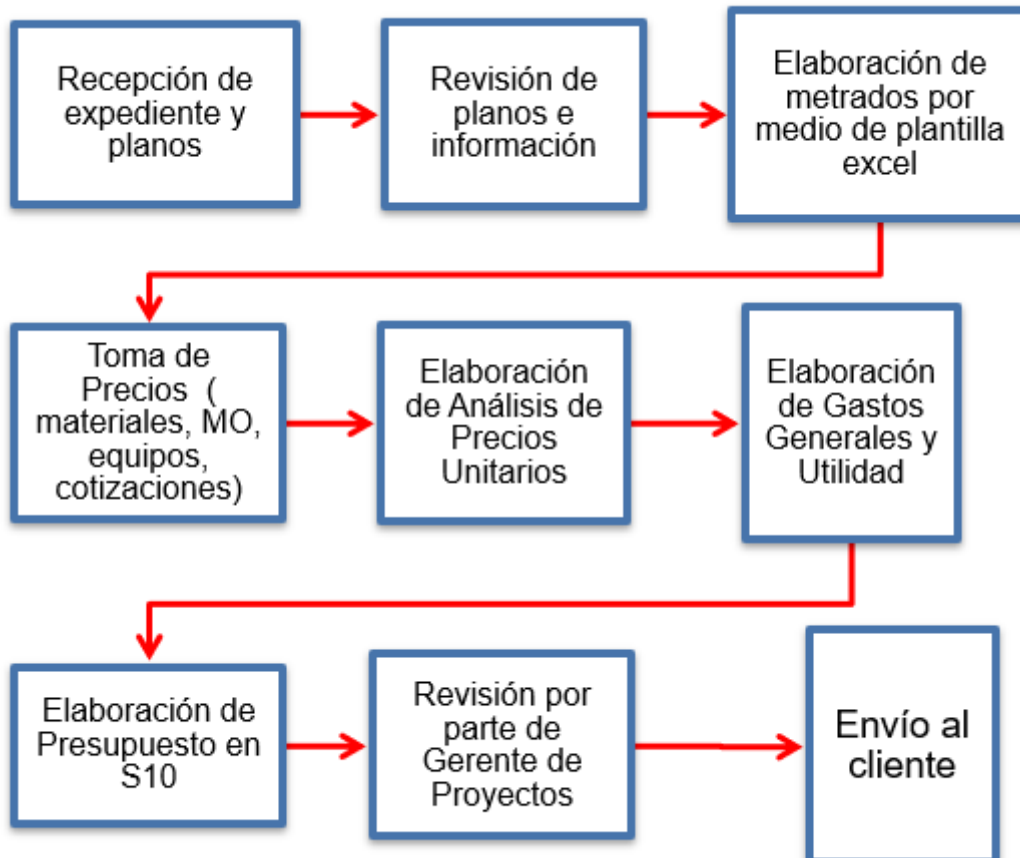 Recepción de
expediente y
planos
Revisión de
planos e
información
Elaboración de
metrados por
medio de plantilla
excel
Toma de
Precios (
materiales, MO,
equipos,
cotizaciones)
Elaboración
de Análisis de
Precios
Unitarios
Elaboración
de Gastos
Generales y
Utilidad
Elaboración de
Presupuesto en
S10
Revisión por
parte de
Gerente de
Proyectos
Envío al
cliente